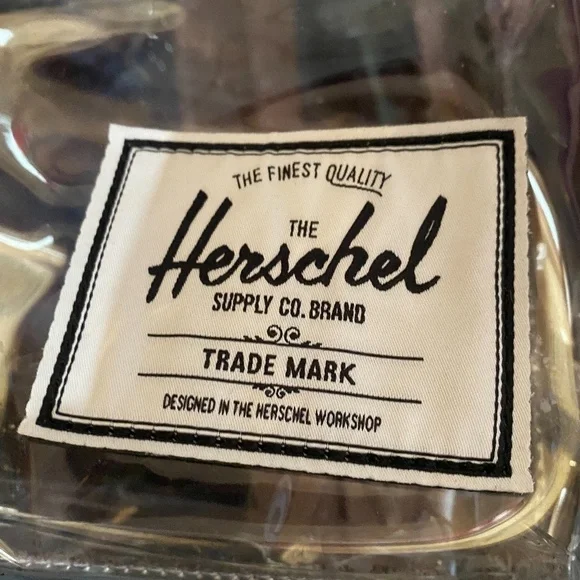 THE FINEST QUALITY
THE
Herschel
SUPPLY CO. BRAND
TRADE MARK
DESIGNED IN THE HERSCHEL WORKSHOP